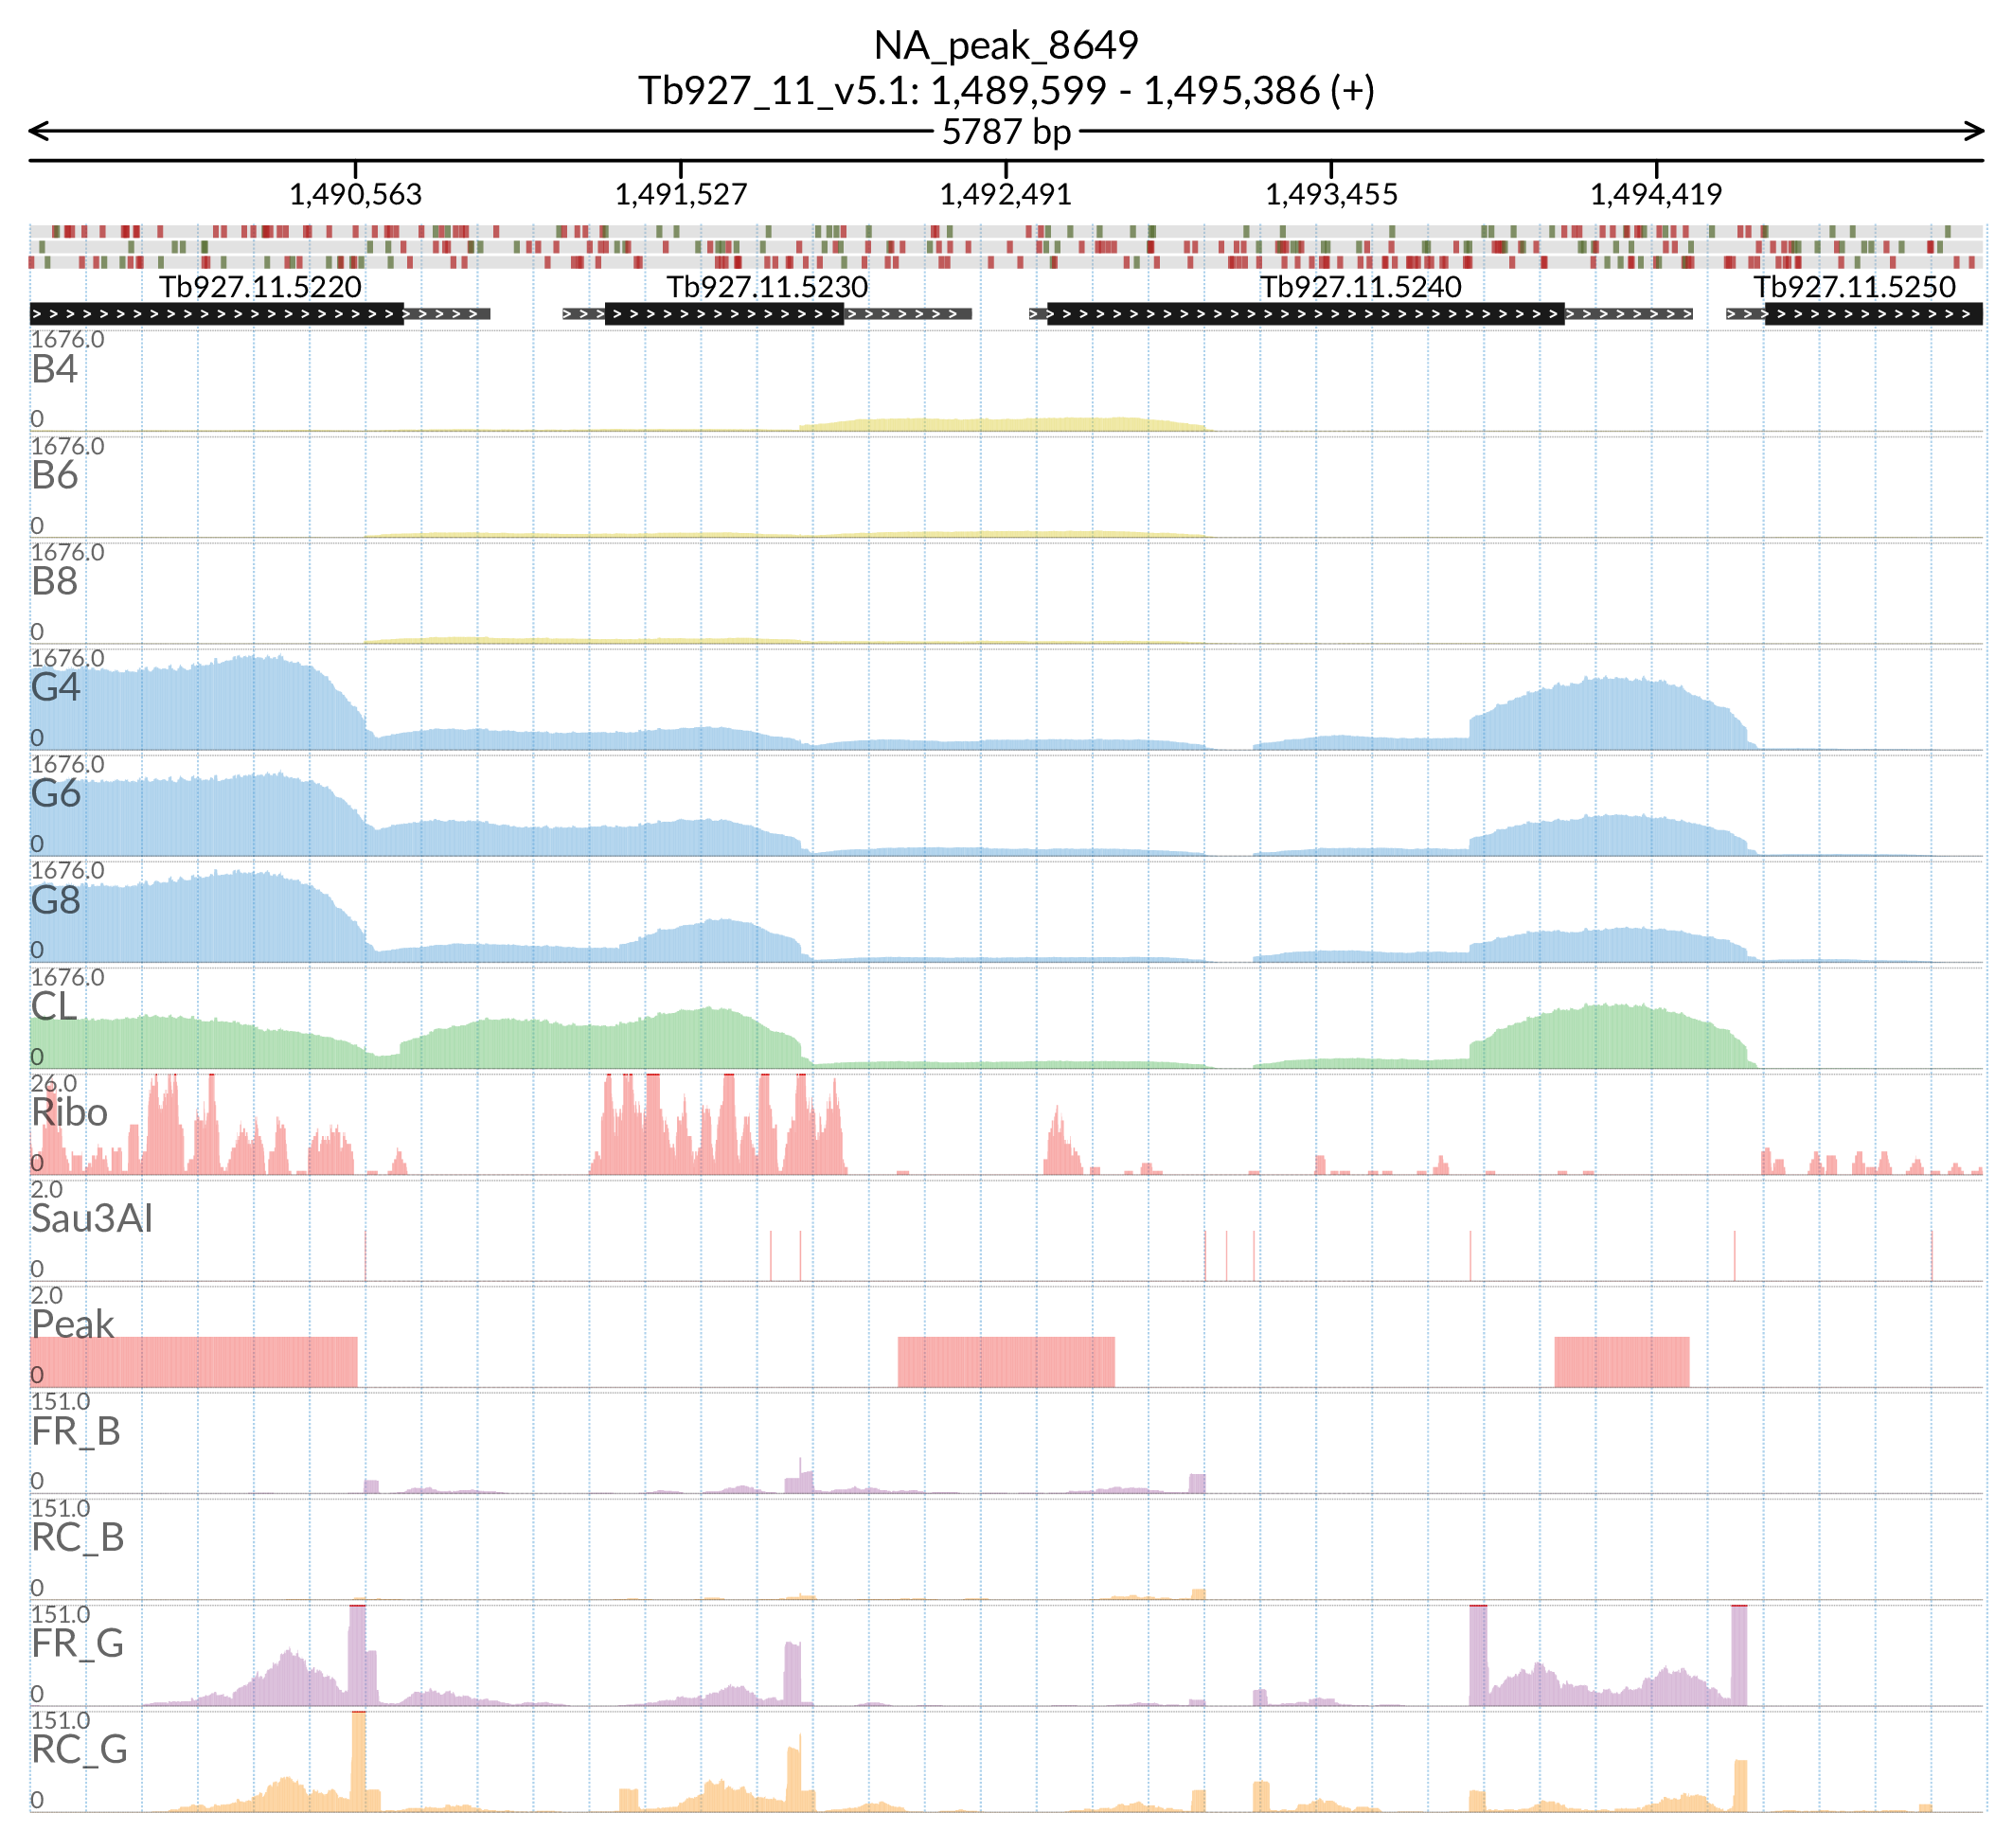 NA_peak_8649
Tb927_11_v5.1: 1,489,599 - 1,495,386 (+)
5787 bp
1,490,563 1,491,527 1,492,491 1,493,455 1,494,419
Tb927.11.5220 Tb927.11.5230 Tb927.11.5240 Tb927.11.5250
1676.0
B4
0
1676.0
B6
0
1676.0
B8
0
1676.0
G4
0
1676.0
G6
0
1676.0
G8
0
1676.0
CL
0
26.0
Ribo
0
2.0
Sau3AI
0
2.0
Peak
0
151.0
FR_B
0
151.0
RC_B
0
151.0
FR_G
0
151.0
RC_G
0